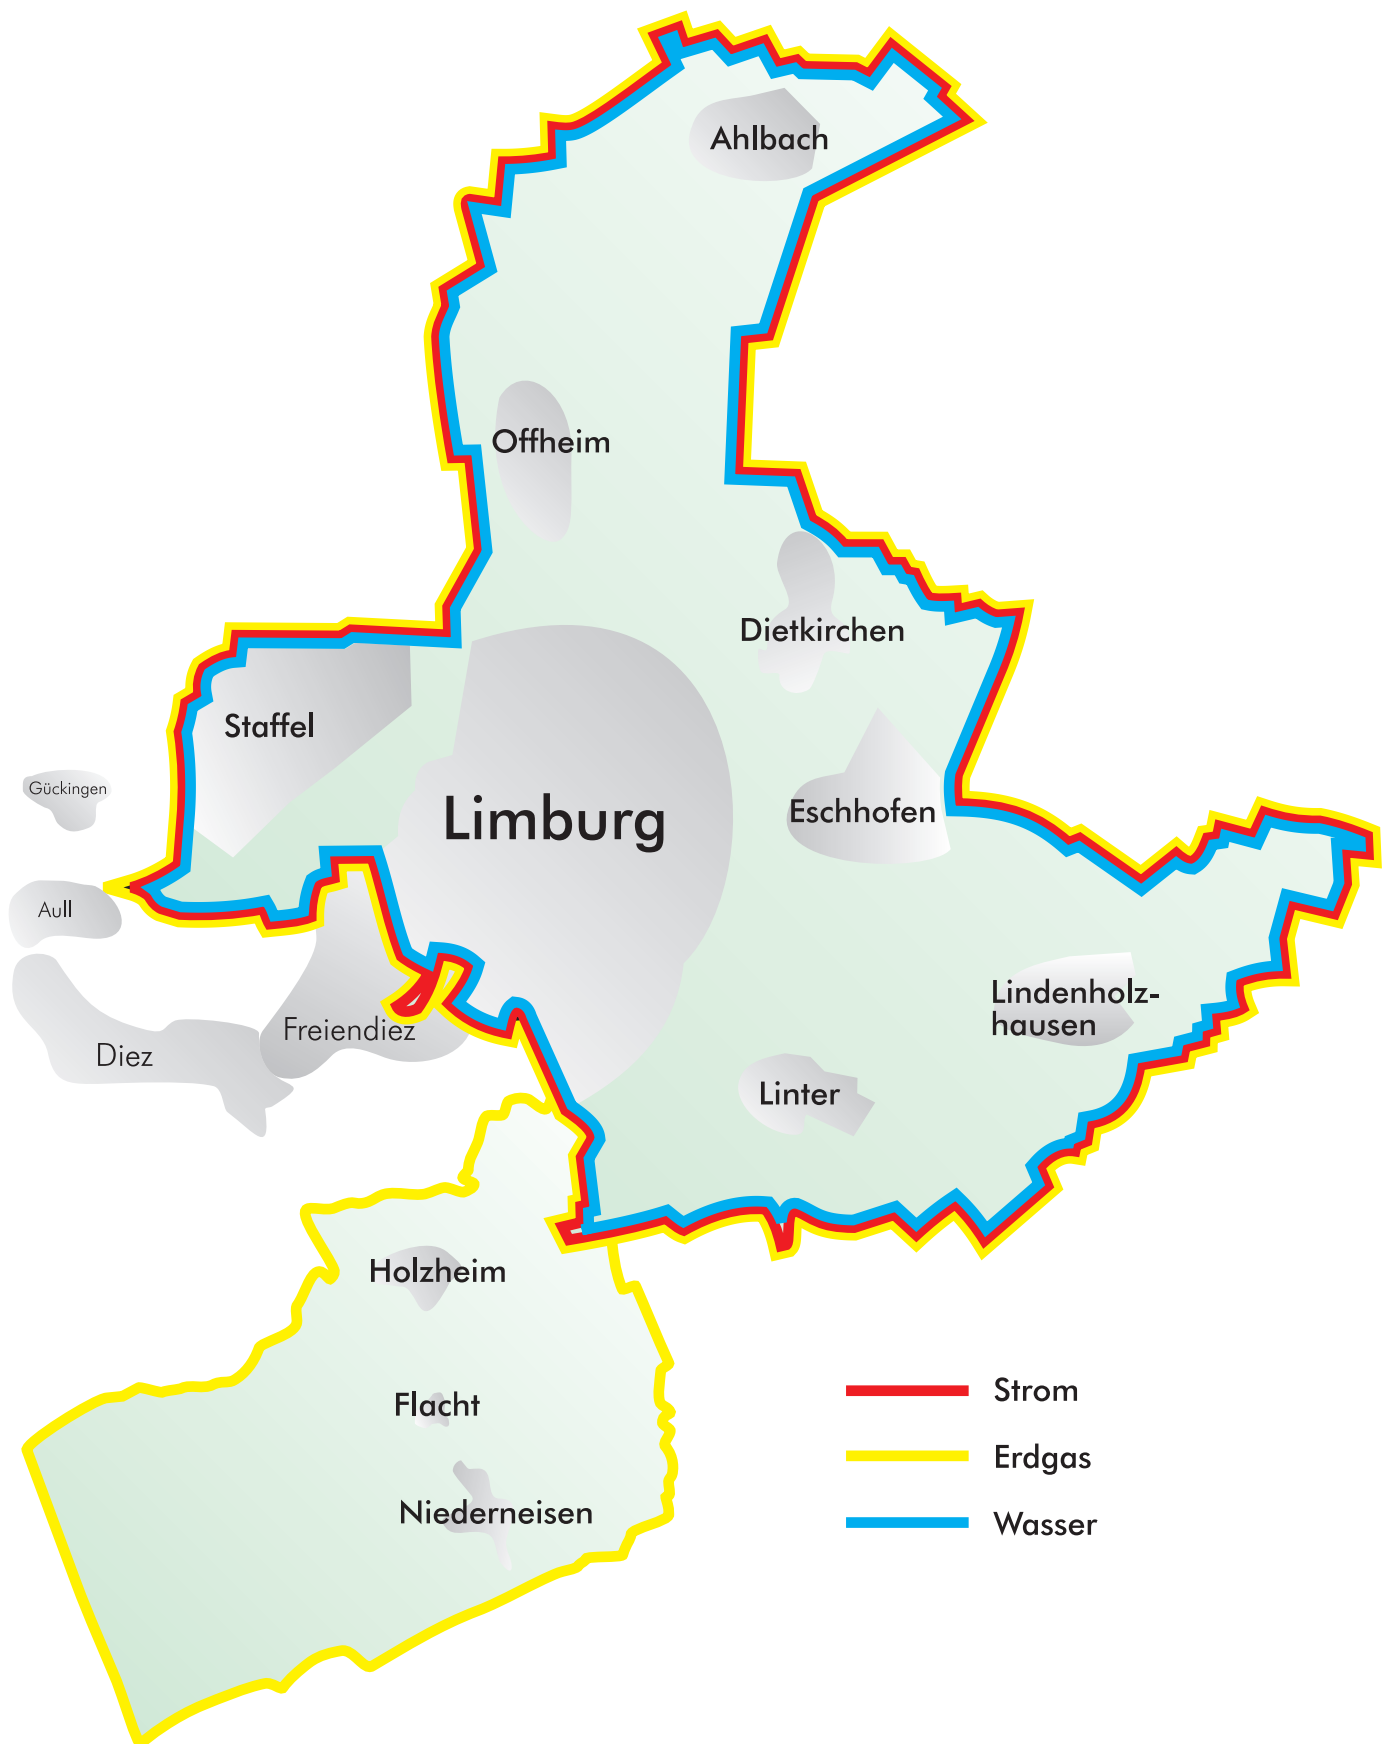 Ahlbach
Offheim
Dietkirchen
Staffel
Gückingen
Limburg
Eschhofen
Aull
Lindenholz-
hausen
Freiendiez
Diez
Linter
Holzheim
Flacht
Niederneisen
Strom
Erdgas
Wasser